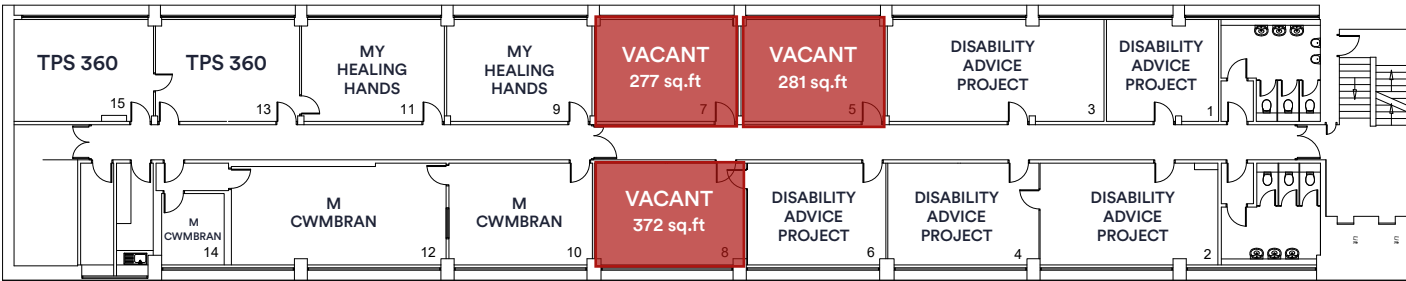 TPS 360
15
TPS 360
13
MY
HEALING
HANDS
11
MY
HEALING
HANDS
9
VACANT
277 sq.ft
7
VACANT
281 sq.ft
5
DISABILITY
ADVICE
PROJECT
3
DISABILITY
ADVICE
PROJECT
1
M
CWMBRAN
14
M
CWMBRAN
12
M
CWMBRAN
10
VACANT
372 sq.ft
8
DISABILITY
ADVICE
PROJECT
6
DISABILITY
ADVICE
PROJECT
4
DISABILITY
ADVICE
PROJECT
2